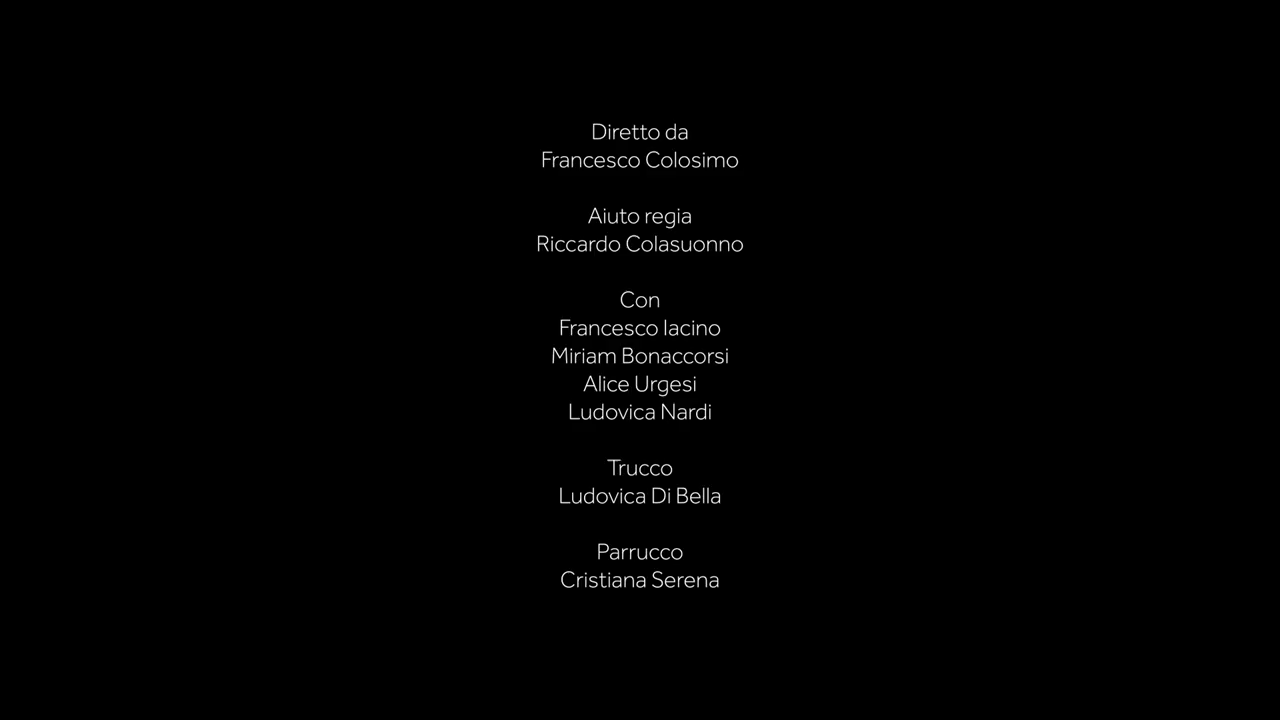 Diretto da
Francesco Colosimo
Aiuto regia
Riccardo Colasuonno
Con
Francesco Iacino
Miriam Bonaccorsi
Alice Urgesi
Ludovica Nardi
Trucco
Ludovica Di Bella
Parrucco
Cristiana Serena